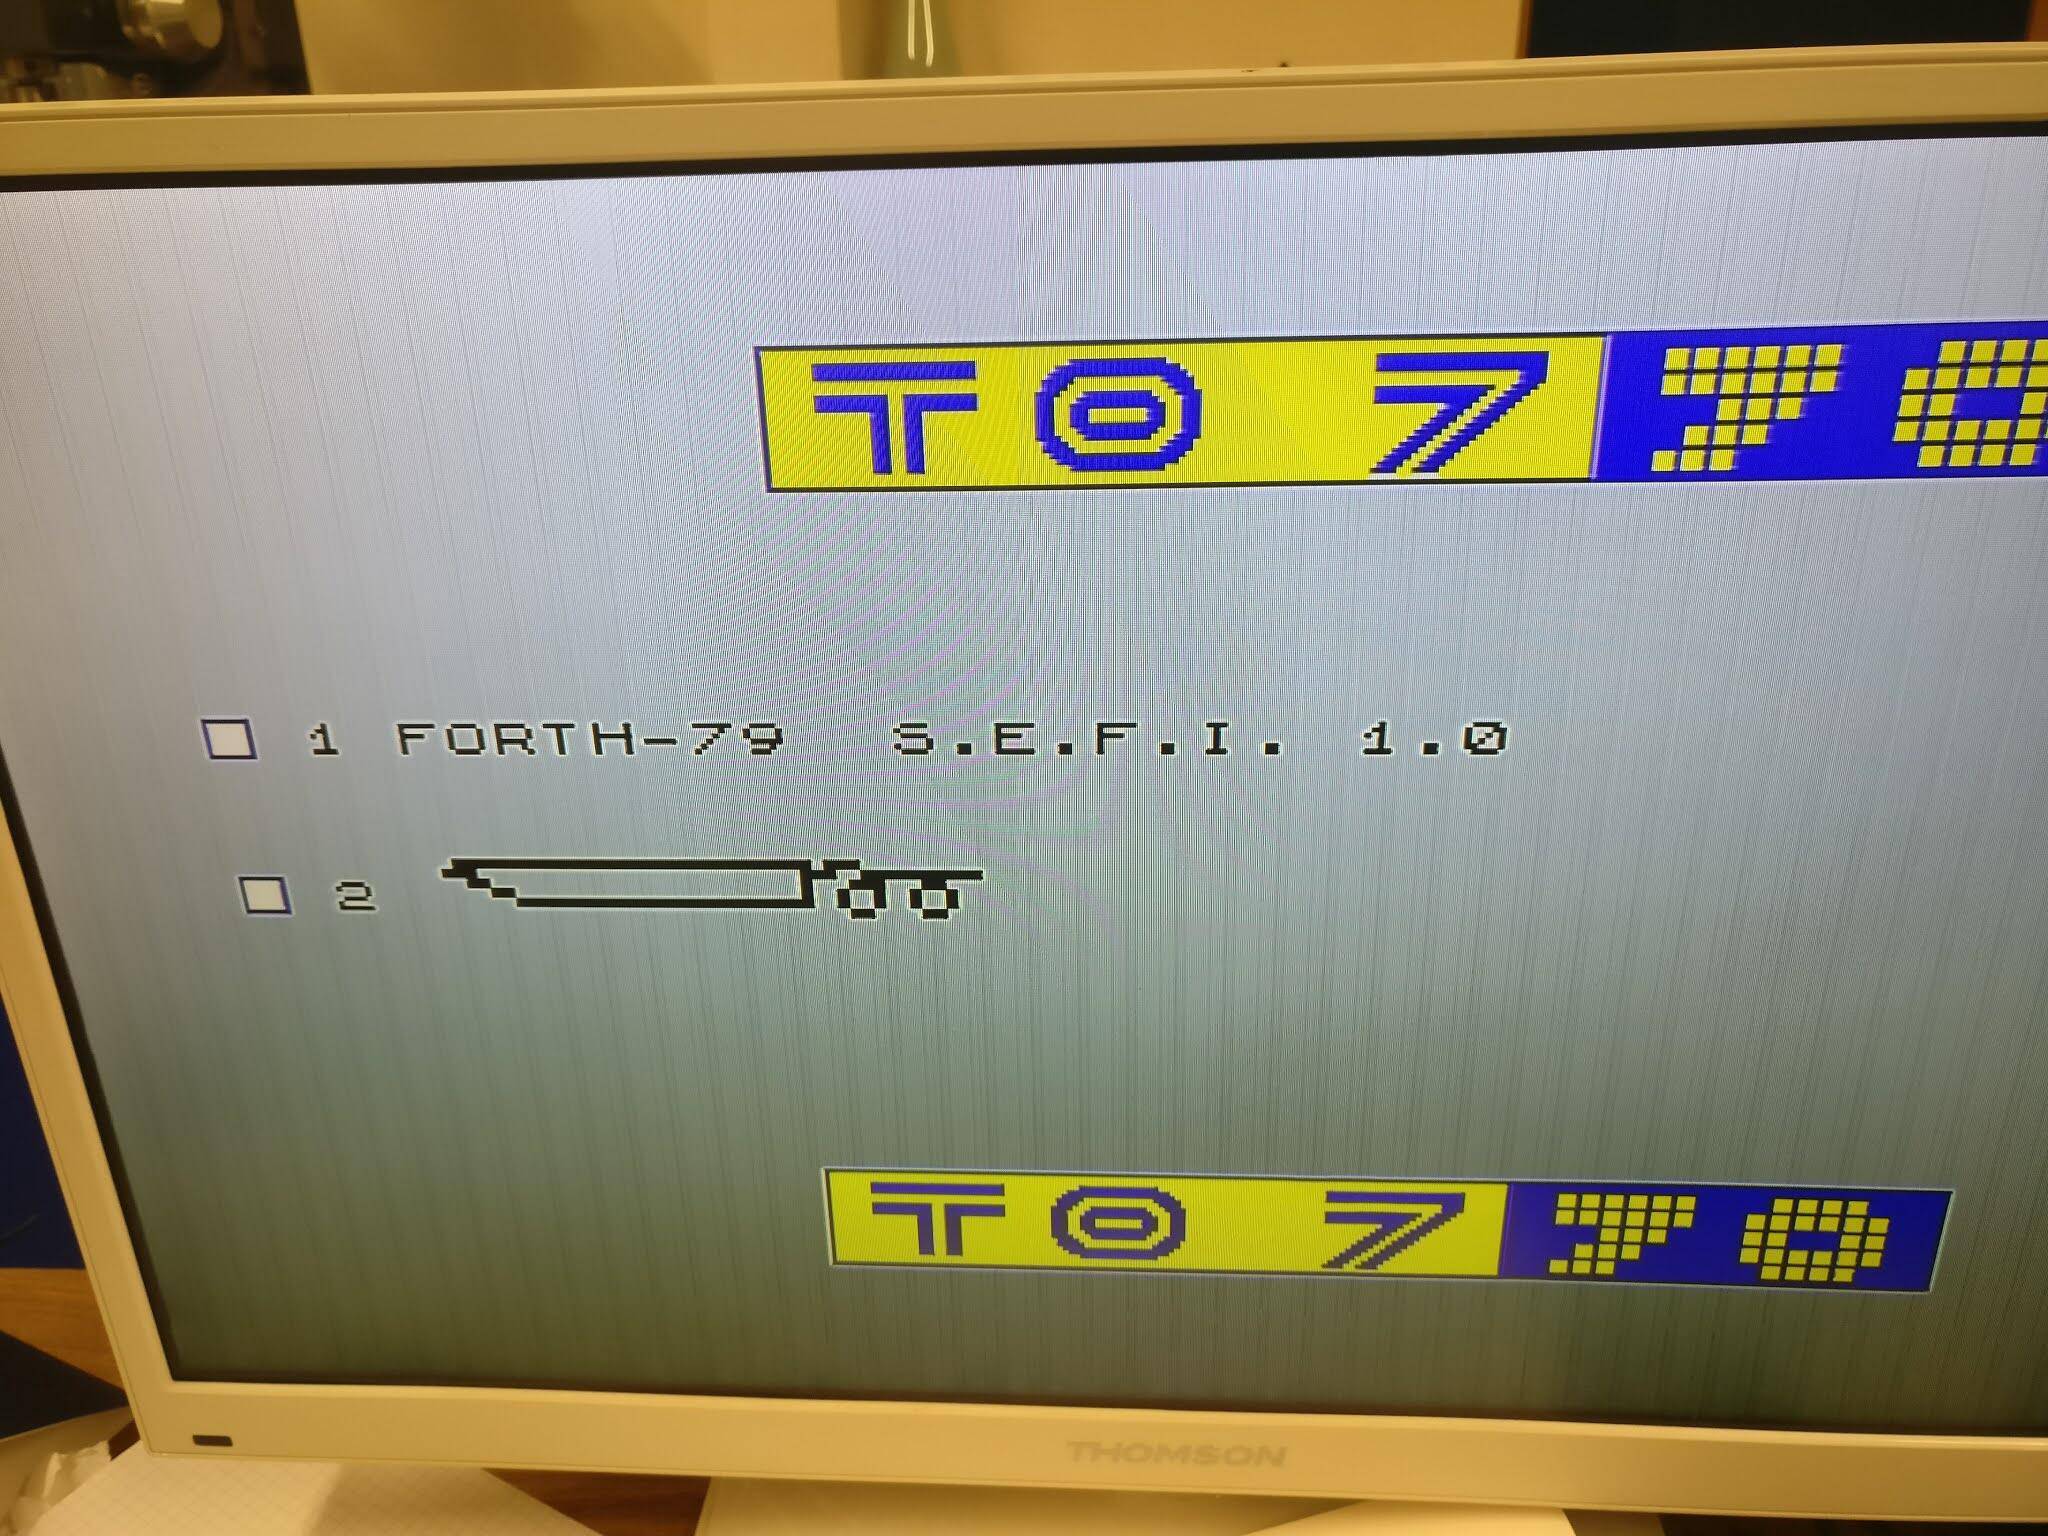 TO 7 70
1 FORTH-79 S.E.F.I. 1.0
2
TO 7 70
THOMSON